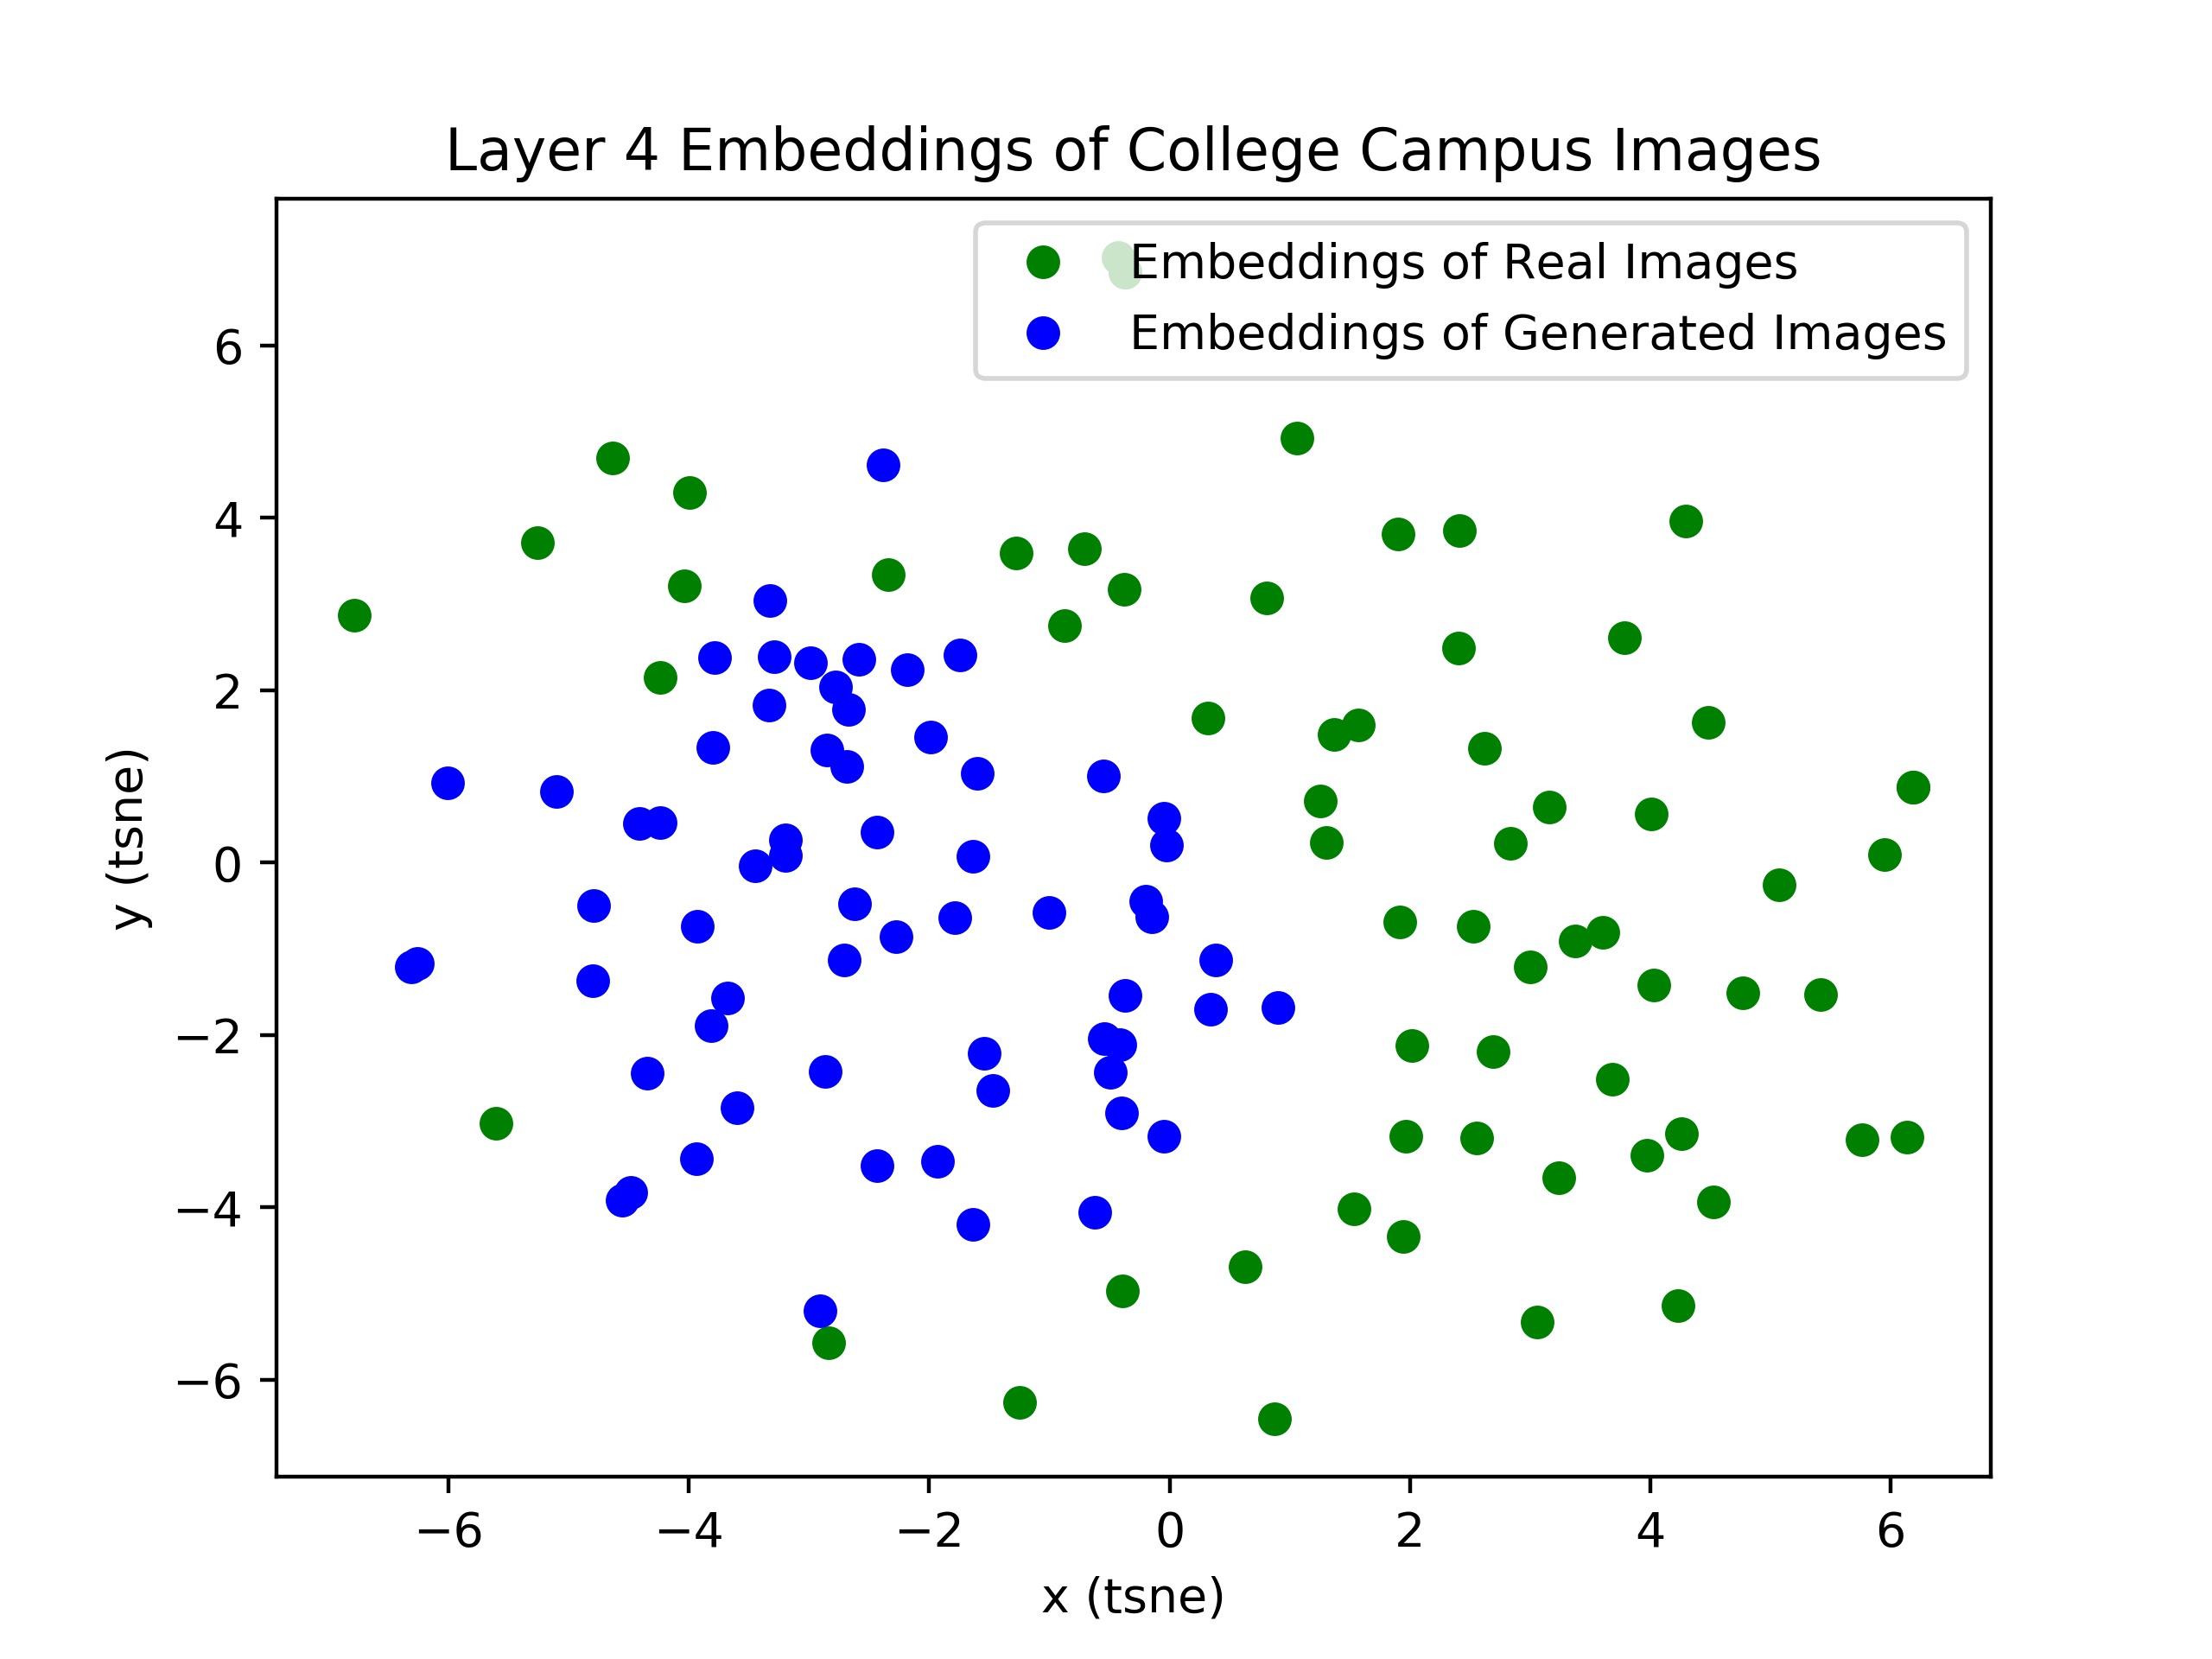 Layer 4 Embeddings of College Campus Images
Embeddings of Real Images
Embeddings of Generated Images
6
4
2
0
−2
−4
−6
y (tsne)
−6 −4 −2 0 2 4 6
x (tsne)